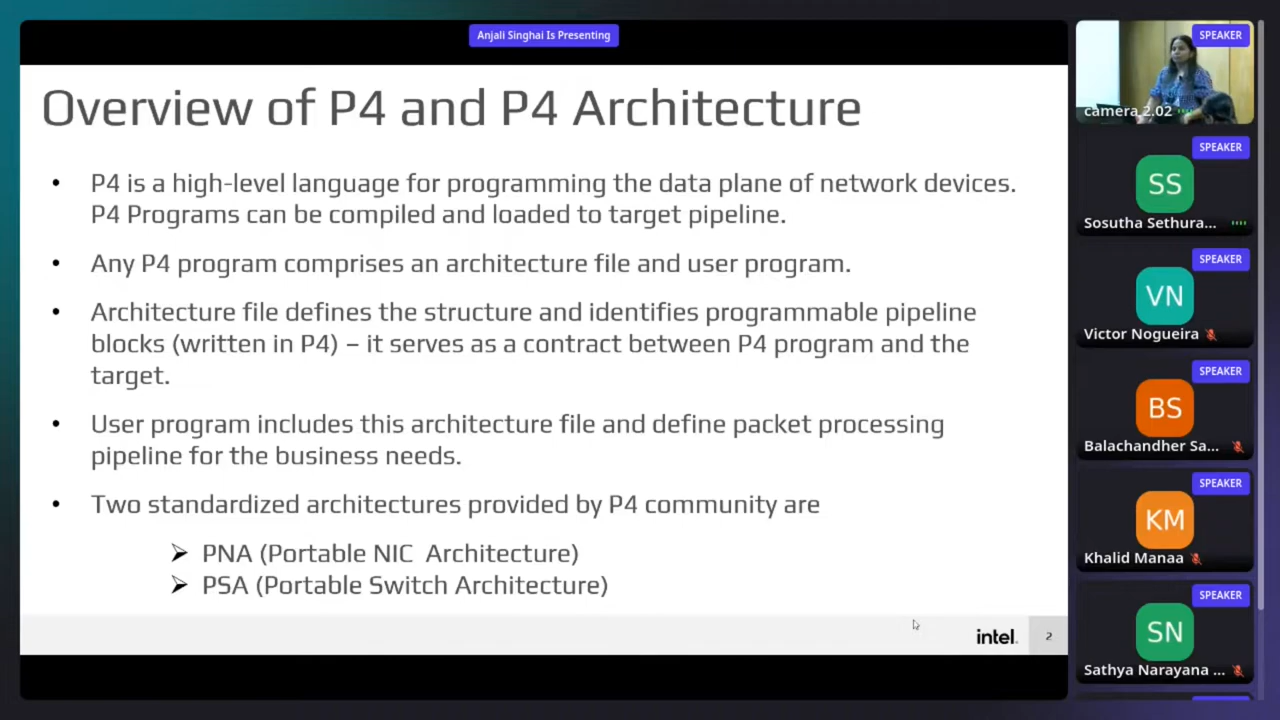 Anjali Singhai Is Presenting
Overview of P4 and P4 Architecture
• P4 is a high-level language for programming the data plane of network devices.
P4 Programs can be compiled and loaded to target pipeline.
• Any P4 program comprises an architecture file and user program.
• Architecture file defines the structure and identifies programmable pipeline
blocks (written in P4) – it serves as a contract between P4 program and the
target.
• User program includes this architecture file and define packet processing
pipeline for the business needs.
• Two standardized architectures provided by P4 community are
➢ PNA (Portable NIC Architecture)
➢ PSA (Portable Switch Architecture)
intel.
2
SPEAKER
camera 2.02
SPEAKER
SS
Sosutha Sethura...
SPEAKER
VN
Victor Nogueira
SPEAKER
BS
Balachandher Sa...
SPEAKER
KM
Khalid Manaa
SPEAKER
SN
Sathya Narayana ...